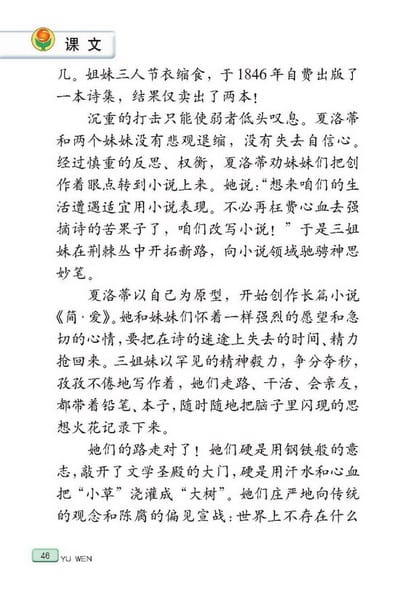 课文
儿。姐妹三人节衣缩食，于1846年自费出版了
一本诗集，结果仅卖出了两本！
沉重的打击只能使弱者低头叹息。夏洛蒂
和两个妹妹没有悲观退缩，没有失去自信心。
经过慎重的反思、权衡，夏洛蒂劝妹妹们把创
作着眼点转到小说上来。她说：“想来咱们的生
活遭遇适宜用小说表现。不必再枉费心血去强
摘诗的苦果子了，咱们改写小说！”于是三姐
妹在荆棘丛中开拓新路，向小说领域驰骋神思
妙笔。
夏洛蒂以自己为原型，开始创作长篇小说
《简·爱》。她和妹妹们怀着一样强烈的愿望和急
切的心情，要把在诗的迷途上失去的时间、精力
抢回来。三姐妹以罕见的精神毅力，争分夺秒，
孜孜不倦地写作着，她们走路、干活、会亲友，
都带着铅笔、本子，随时随地把脑子里闪现的思
想火花记录下来。
她们的路走对了！她们硬是用钢铁般的意
志，敲开了文学圣殿的大门，硬是用汗水和心血
把“小草”浇灌成“大树”。她们庄严地向传统
的观念和陈腐的偏见宣战：世界上不存在什么
46
YU WEN